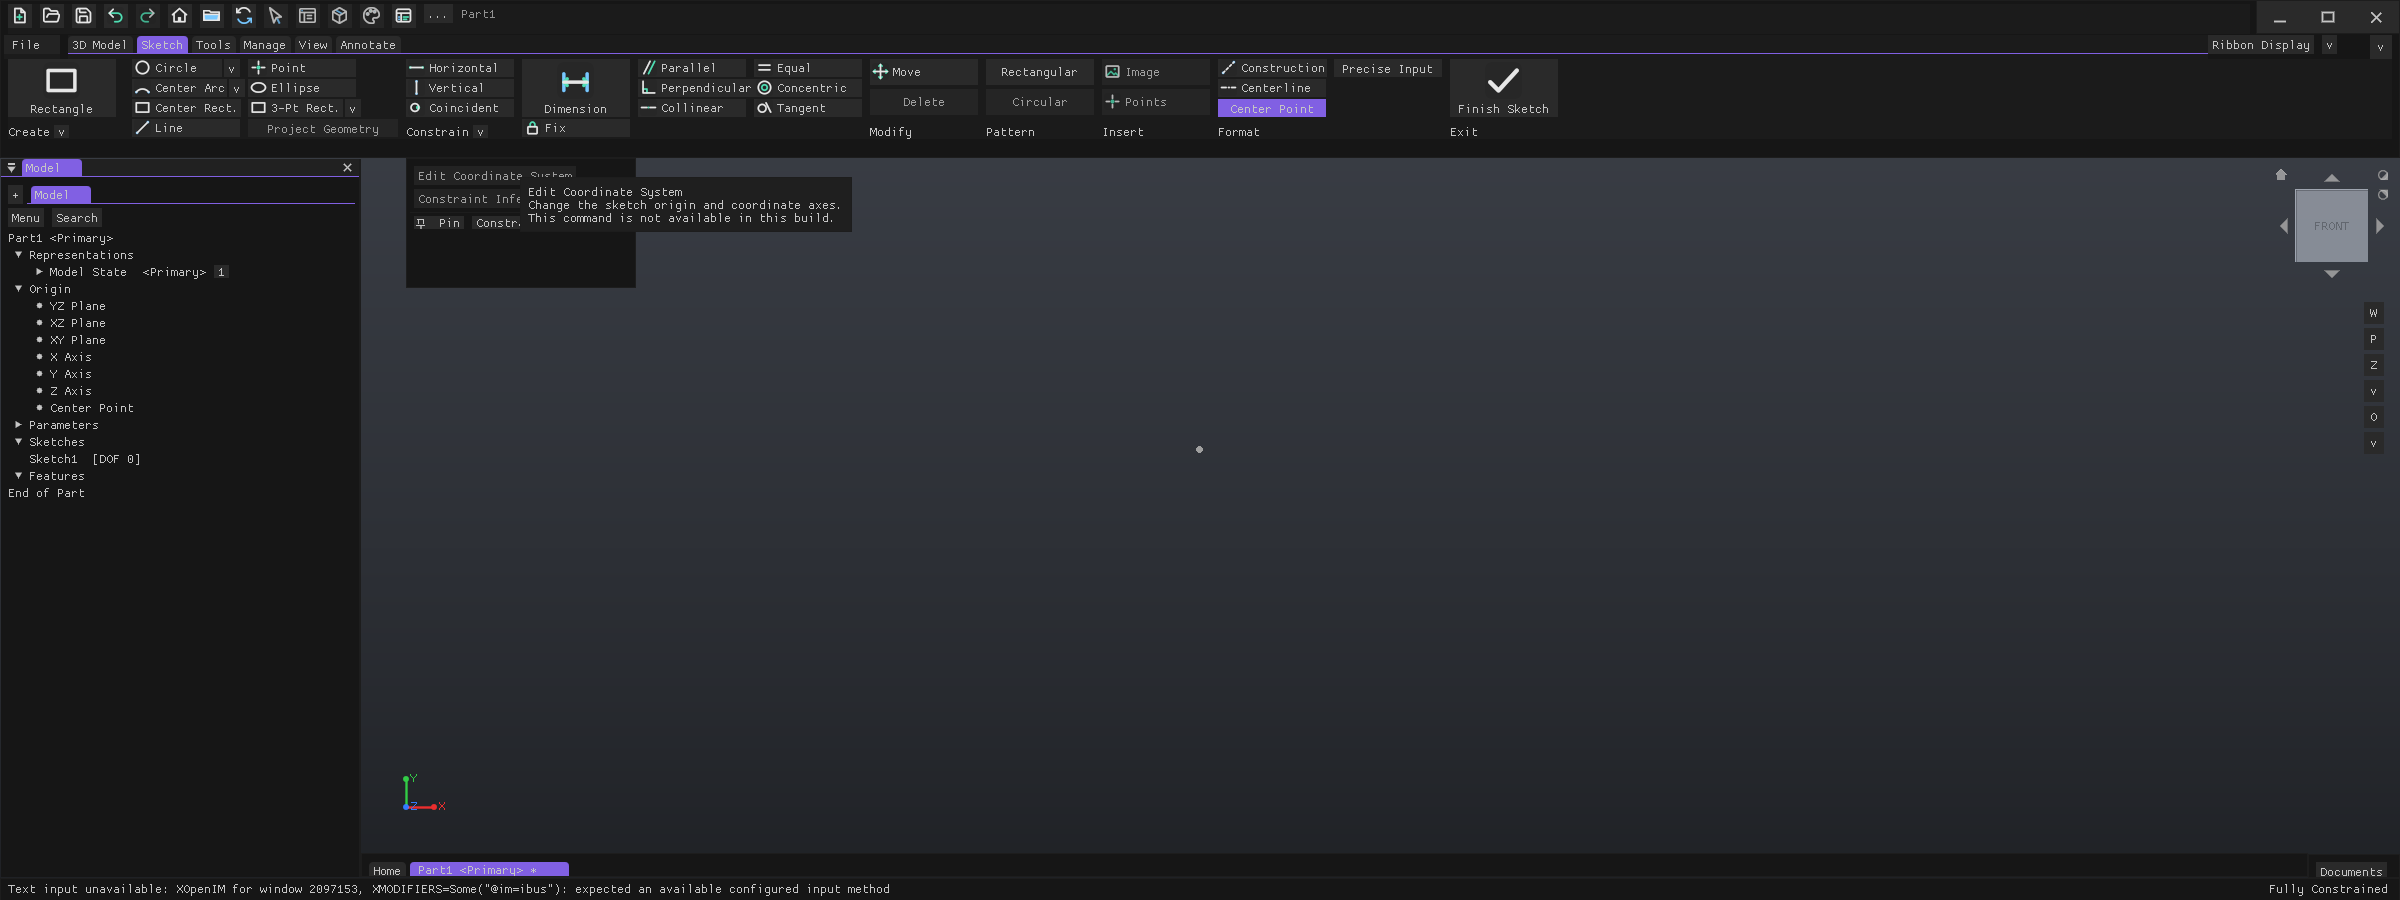 ... Part1
File 3D Model Sketch Tools Manage View Annotate Ribbon Display v v
Rectangle
Create v
Circle v Point
Center Arc v Ellipse
Center Rect. 3-Pt Rect. v
Line Project Geometry
Horizontal
Vertical
Coincident
Constrain v
Dimension
Fix
Parallel Equal
Perpendicular Concentric
Collinear Tangent
Move
Delete
Modify
Rectangular
Circular
Pattern
Image
Points
Insert
Construction Precise Input
Centerline
Center Point
Format
Finish Sketch
Exit
Model
+ Model
Menu Search
Part1 <Primary>
Representations
Model State <Primary> 1
Origin
YZ Plane
XZ Plane
XY Plane
X Axis
Y Axis
Z Axis
Center Point
Parameters
Sketches
Sketch1 [DOF 0]
Features
End of Part
Edit Coordinate System
Constraint Infe
Pin Constr
Edit Coordinate System
Change the sketch origin and coordinate axes.
This command is not available in this build.
FRONT
W
P
Z
v
O
v
Y
Z X
Home Part1 <Primary> * Documents
Text input unavailable: XOpenIM for window 2097153, XMODIFIERS=Some("@im=ibus"): expected an available configured input method Fully Constrained